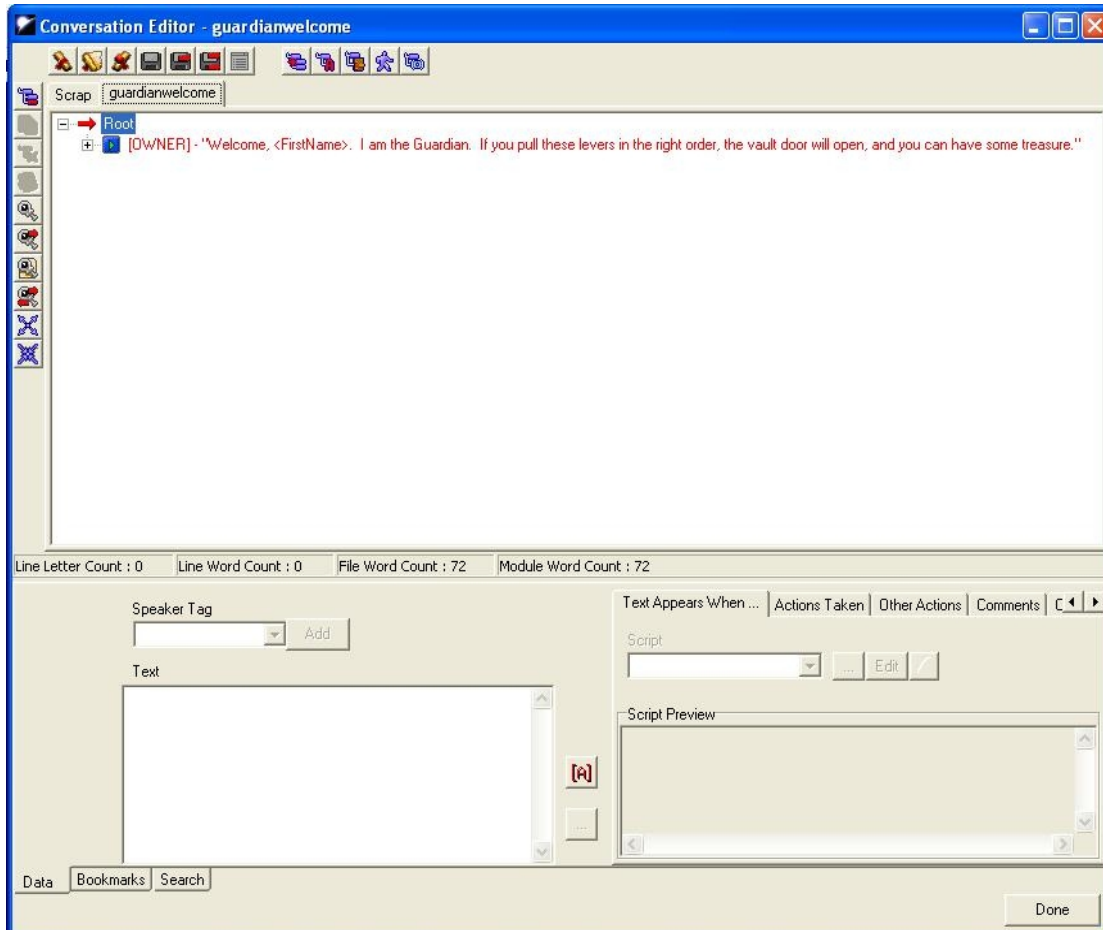 Conversation Editor - guardianwelcome
Scrap guardianwelcome
Root
[OWNER] - "Welcome, <FirstName>. I am the Guardian. If you pull these levers in the right order, the vault door will open, and you can have some treasure."
Line Letter Count : 0 Line Word Count : 0 File Word Count : 72 Module Word Count : 72
Speaker Tag
Add
Text
[A]
...
Text Appears When ... Actions Taken Other Actions Comments
Script
... Edit
Script Preview
Data Bookmarks Search
Done